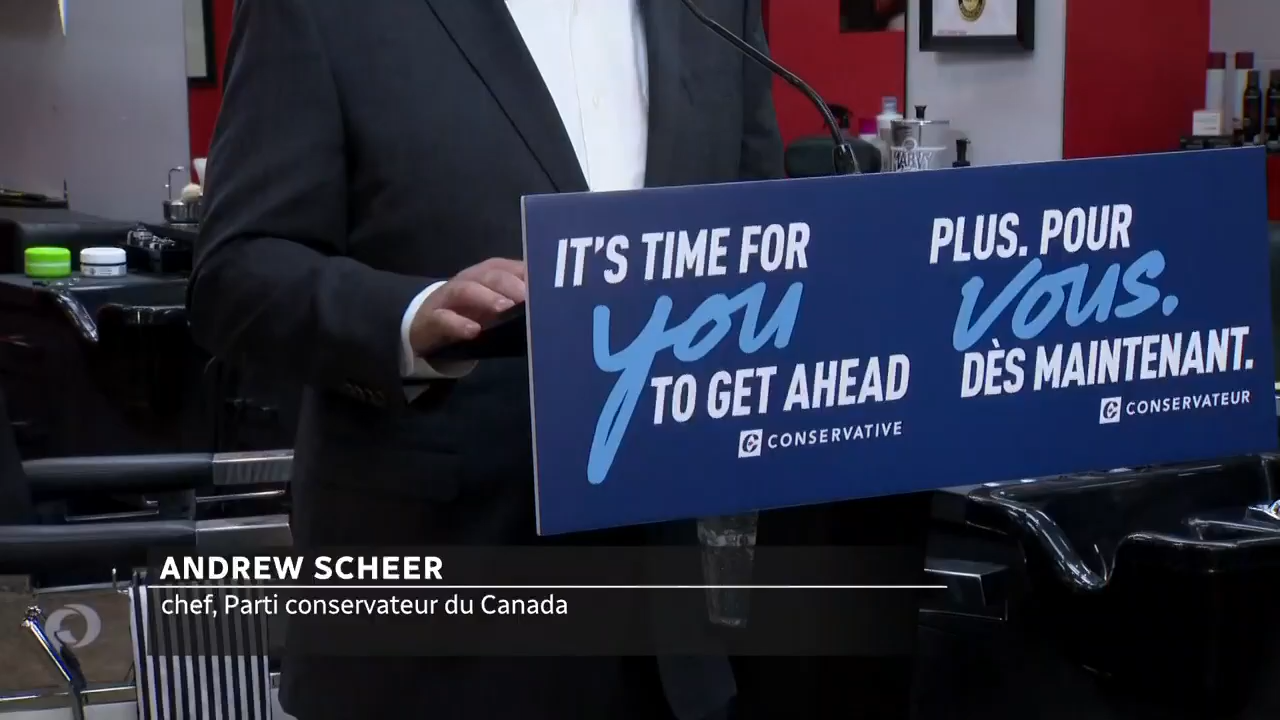 IT'S TIME FOR
you
TO GET AHEAD
CONSERVATIVE
PLUS. POUR
vous.
DÈS MAINTENANT.
CONSERVATEUR
MARVY
ANDREW SCHEER
chef, Parti conservateur du Canada